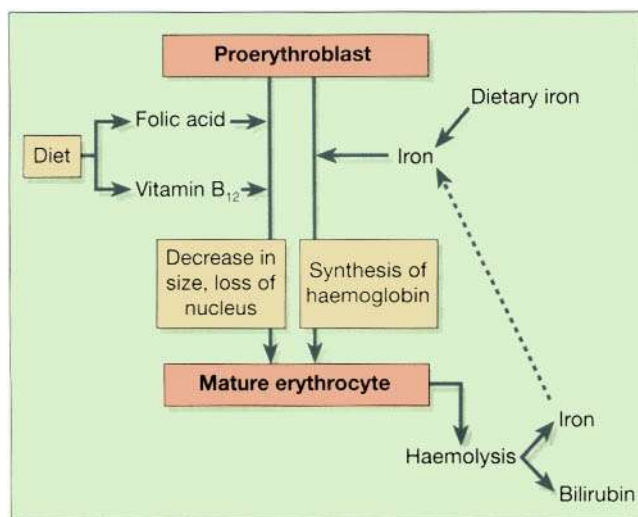 Proerythroblast
Dietary iron
Folic acid
Diet
Iron
Vitamin B₁₂
Decrease in
size, loss of
nucleus
Synthesis of
haemoglobin
Mature erythrocyte
Iron
Haemolysis
Bilirubin